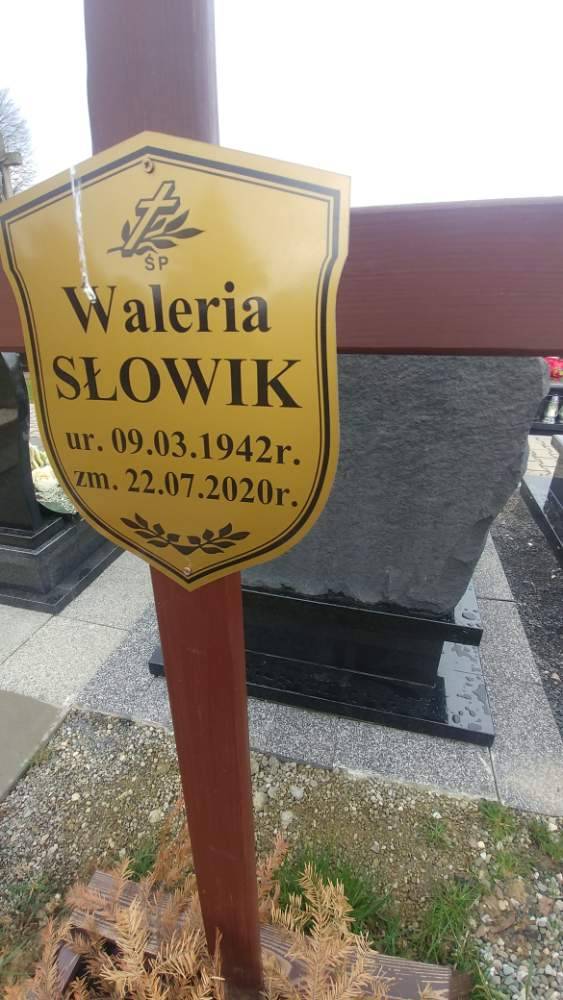 ŚP
Waleria
SŁOWIK
ur. 09.03.1942r.
zm. 22.07.2020r.